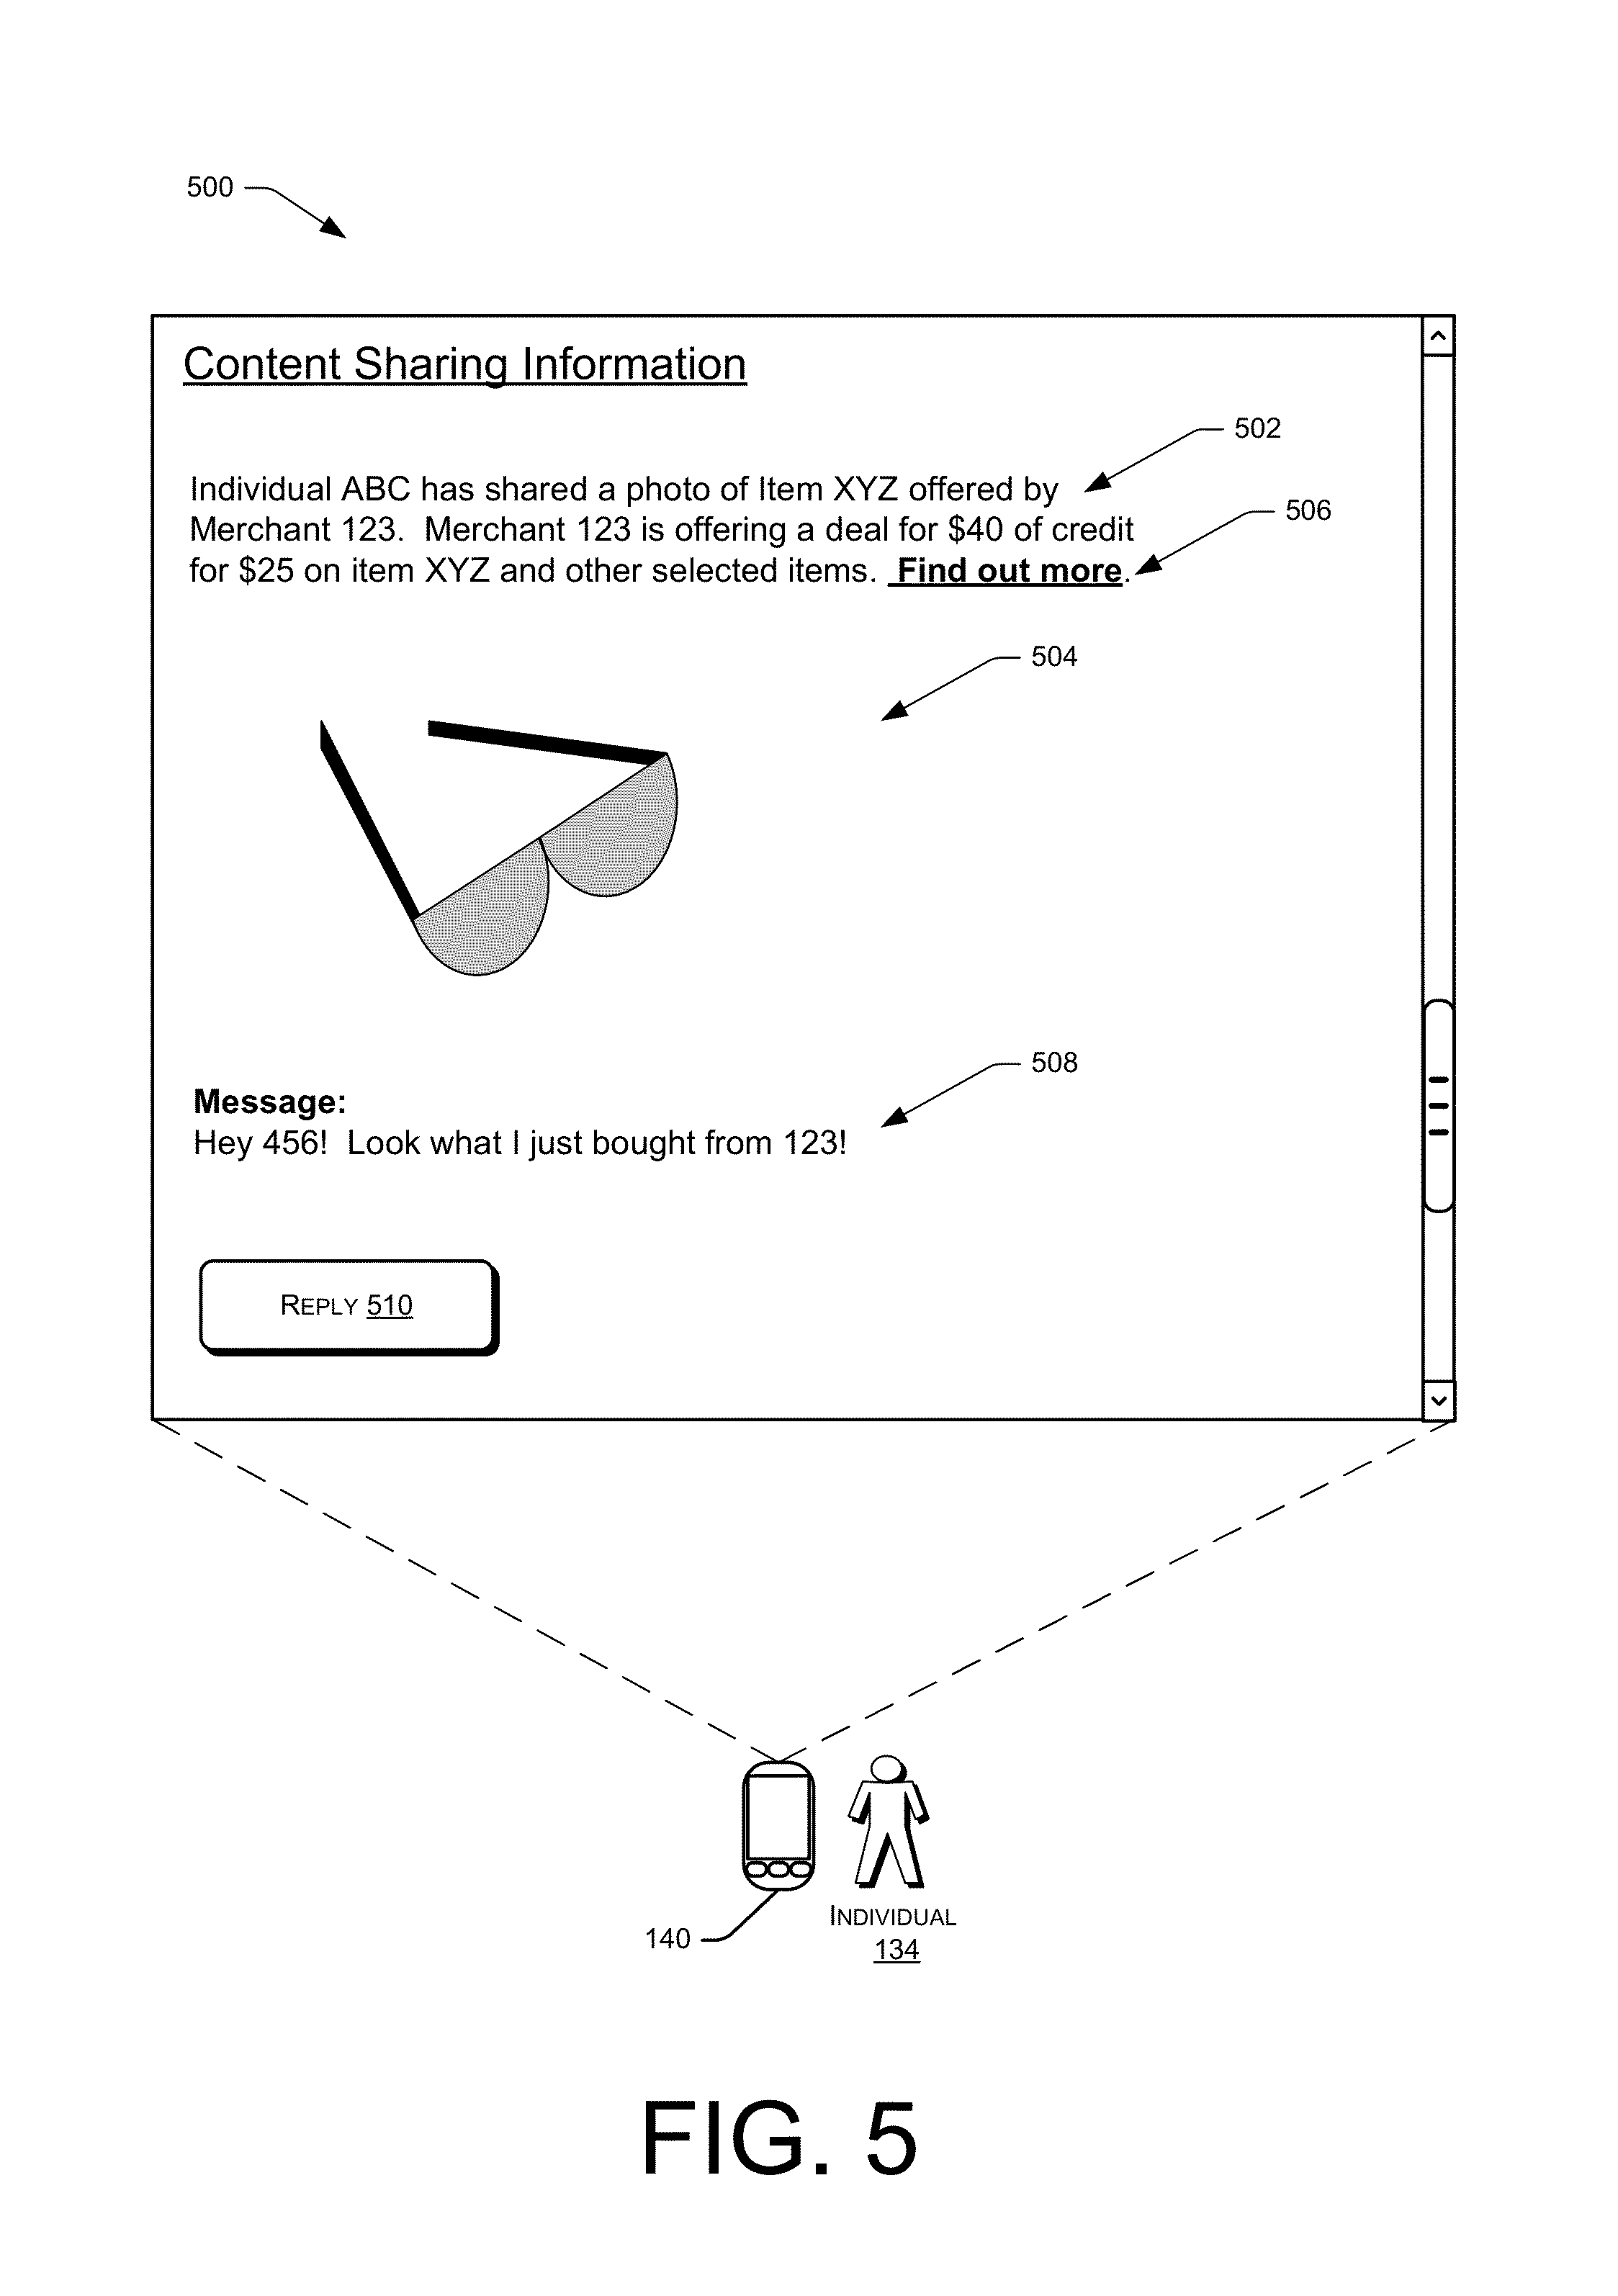 500
Content Sharing Information
502
Individual ABC has shared a photo of Item XYZ offered by
506
Merchant 123.  Merchant 123 is offering a deal for $40 of credit
for $25 on item XYZ and other selected items.  Find out more.
504
508
Message:
Hey 456!  Look what I just bought from 123!
REPLY 510
140
INDIVIDUAL
134
FIG. 5